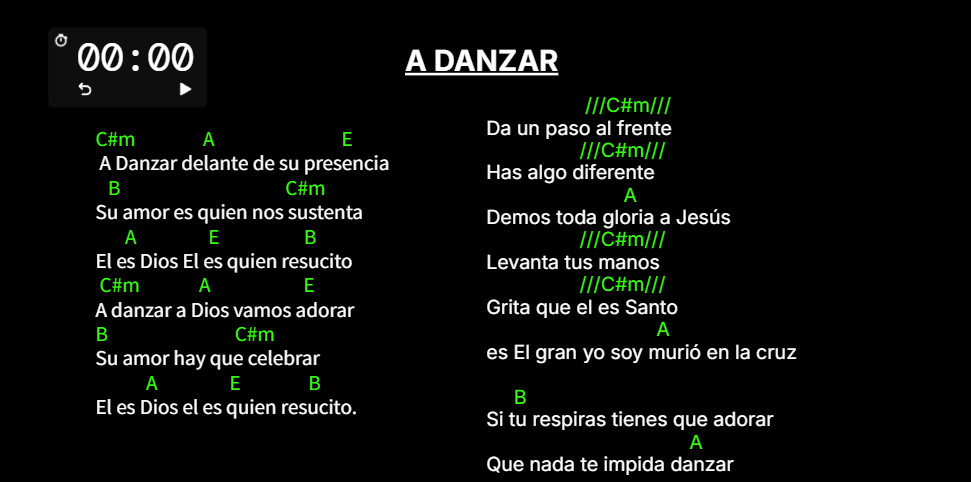 00:00
A DANZAR
C#m A E
A Danzar delante de su presencia
B C#m
Su amor es quien nos sustenta
A E B
El es Dios El es quien resucito
C#m A E
A danzar a Dios vamos adorar
B C#m
Su amor hay que celebrar
A E B
El es Dios el es quien resucito.
///C#m///
Da un paso al frente
///C#m///
Has algo diferente
A
Demos toda gloria a Jesús
///C#m///
Levanta tus manos
///C#m///
Grita que el es Santo
A
es El gran yo soy murió en la cruz
B
Si tu respiras tienes que adorar
A
Que nada te impida danzar